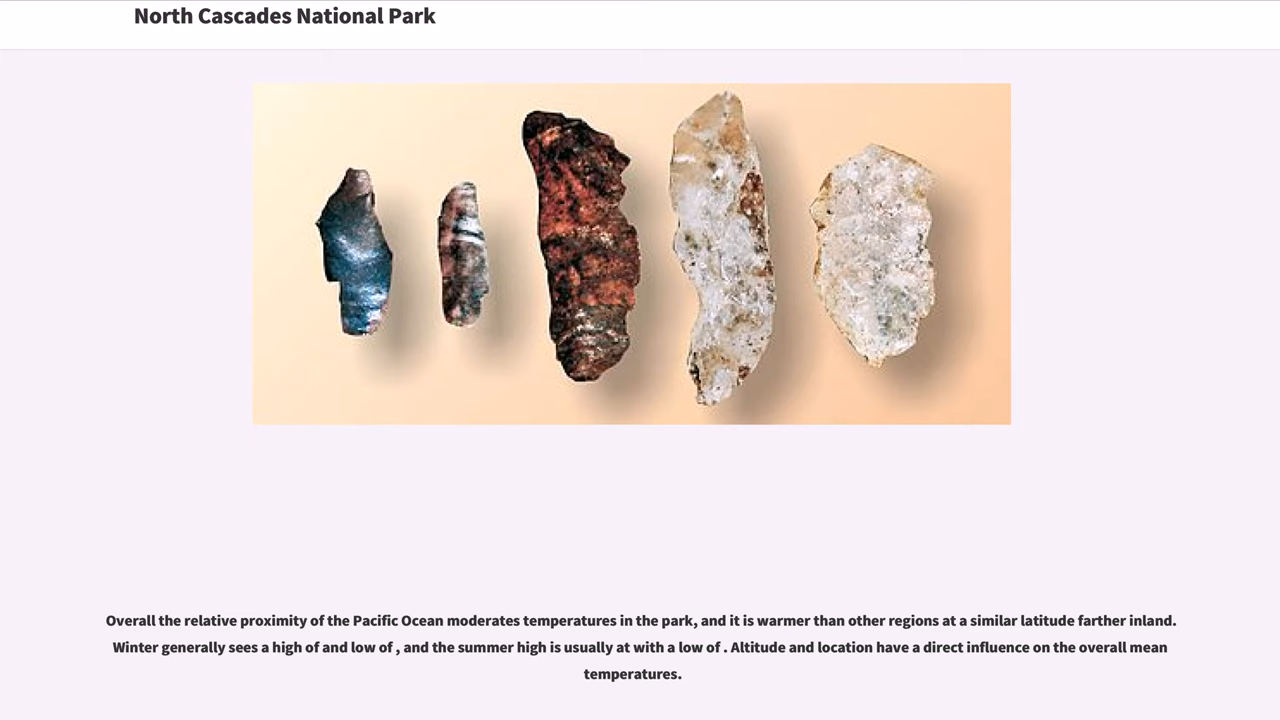 North Cascades National Park
Overall the relative proximity of the Pacific Ocean moderates temperatures in the park, and it is warmer than other regions at a similar latitude farther inland.
Winter generally sees a high of and low of , and the summer high is usually at with a low of . Altitude and location have a direct influence on the overall mean
temperatures.